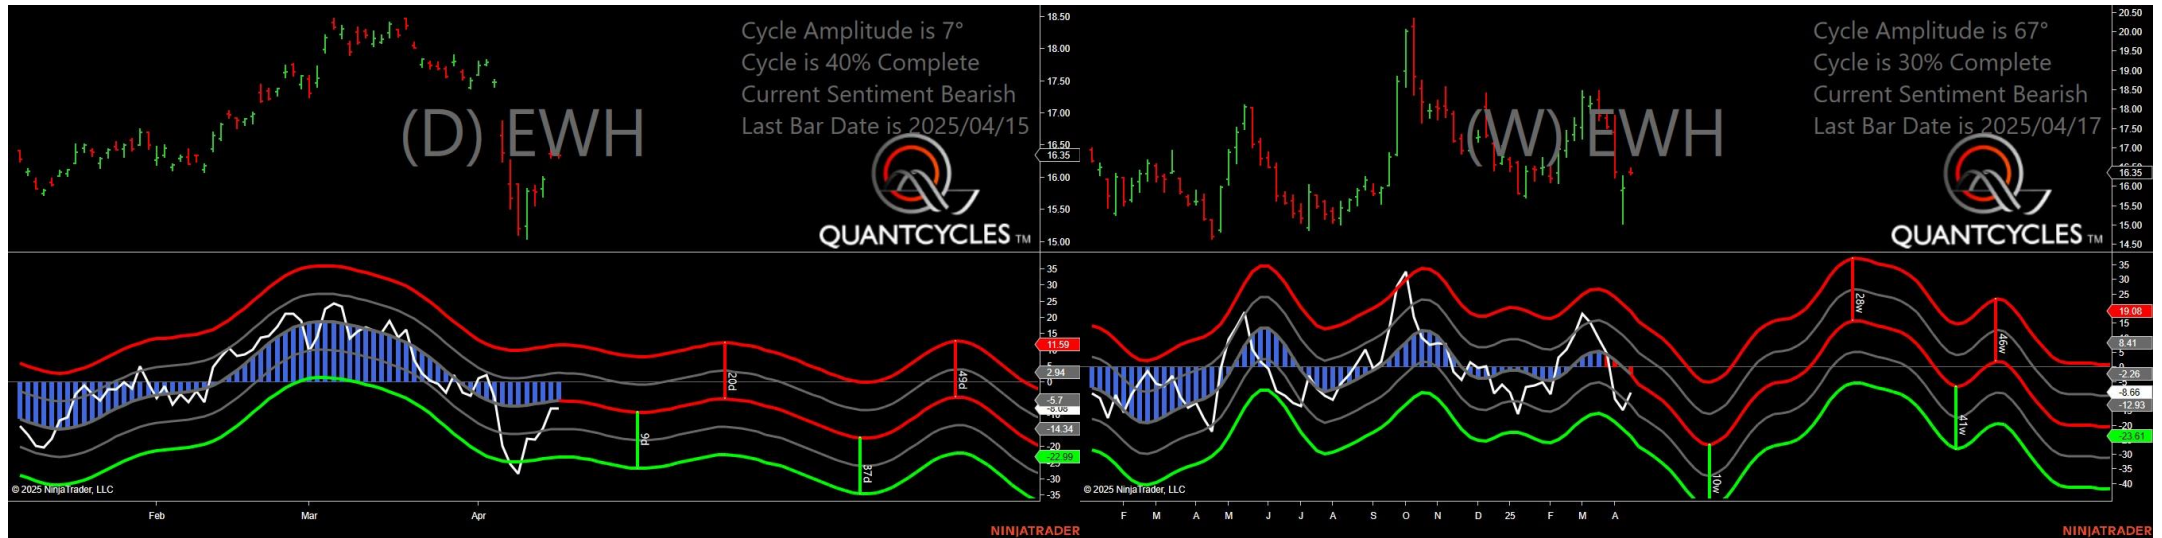 Cycle Amplitude is 7°
Cycle is 40% Complete
Current Sentiment Bearish
Last Bar Date is 2025/04/15
(D) EWH
QUANTCYCLES TM
18.50
18.00
17.50
17.00
16.50
16.35
16.00
15.50
15.00
35
30
25
20
15
11.59
2.94
0
-5.7
-8.08
-14.34
-20
-22.99
-30
-35
20d
49d
9d
37d
© 2025 NinjaTrader, LLC
Feb
Mar
Apr
NINJATRADER
Cycle Amplitude is 67°
Cycle is 30% Complete
Current Sentiment Bearish
Last Bar Date is 2025/04/17
(W) EWH
QUANTCYCLES TM
20.50
20.00
19.50
19.00
18.50
18.00
17.50
17.00
16.50
16.35
16.00
15.50
15.00
14.50
35
30
25
19.08
15
8.41
5
-2.26
-8.66
-12.93
-23.61
-30
-35
-40
28w
46w
41w
10w
© 2025 NinjaTrader, LLC
F
M
A
M
J
J
A
S
O
N
D
25
F
M
A
NINJATRADER